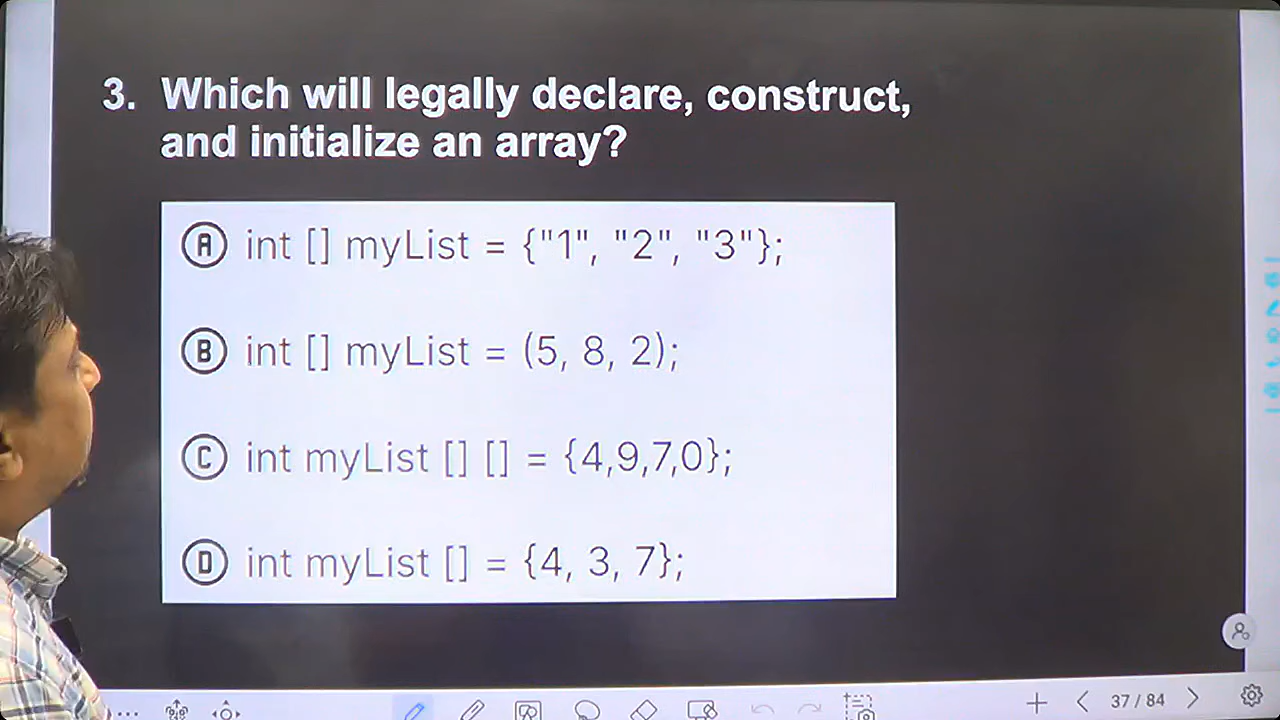 3. Which will legally declare, construct,
and initialize an array?
A int [] myList = {"1", "2", "3"};
B int [] myList = (5, 8, 2);
C int myList [] [] = {4,9,7,0};
D int myList [] = {4, 3, 7};
37 / 84